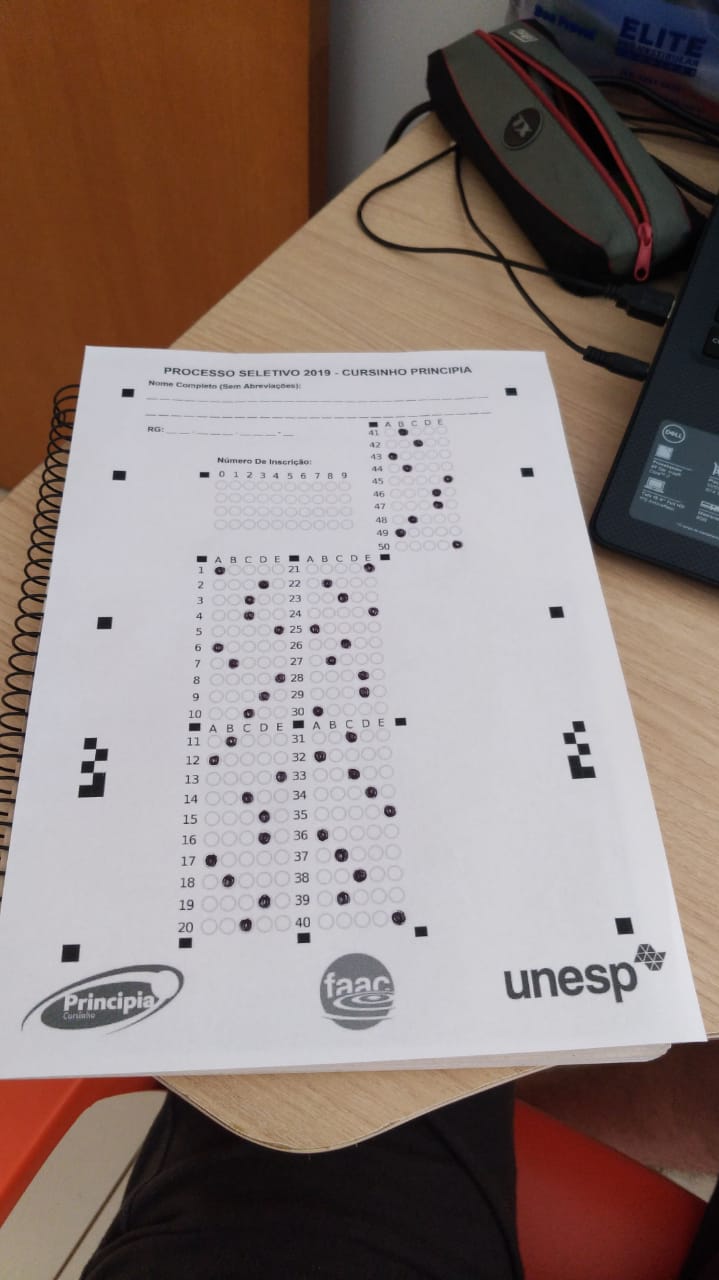 ELITE
TX
PROCESSO SELETIVO 2019 - CURSINHO PRINCIPIA
Nome Completo (Sem Abreviações):
RG:
Número De Inscrição:
0 1 2 3 4 5 6 7 8 9
A B C D E
41
42
43
44
45
46
47
48
49
50
A B C D E A B C D E
1 21
2 22
3 23
4 24
5 25
6 26
7 27
8 28
9 29
10 30
A B C D E A B C D E
11 31
12 32
13 33
14 34
15 35
16 36
17 37
18 38
19 39
20 40
Principia
Cursinho
faac
unesp
DELL